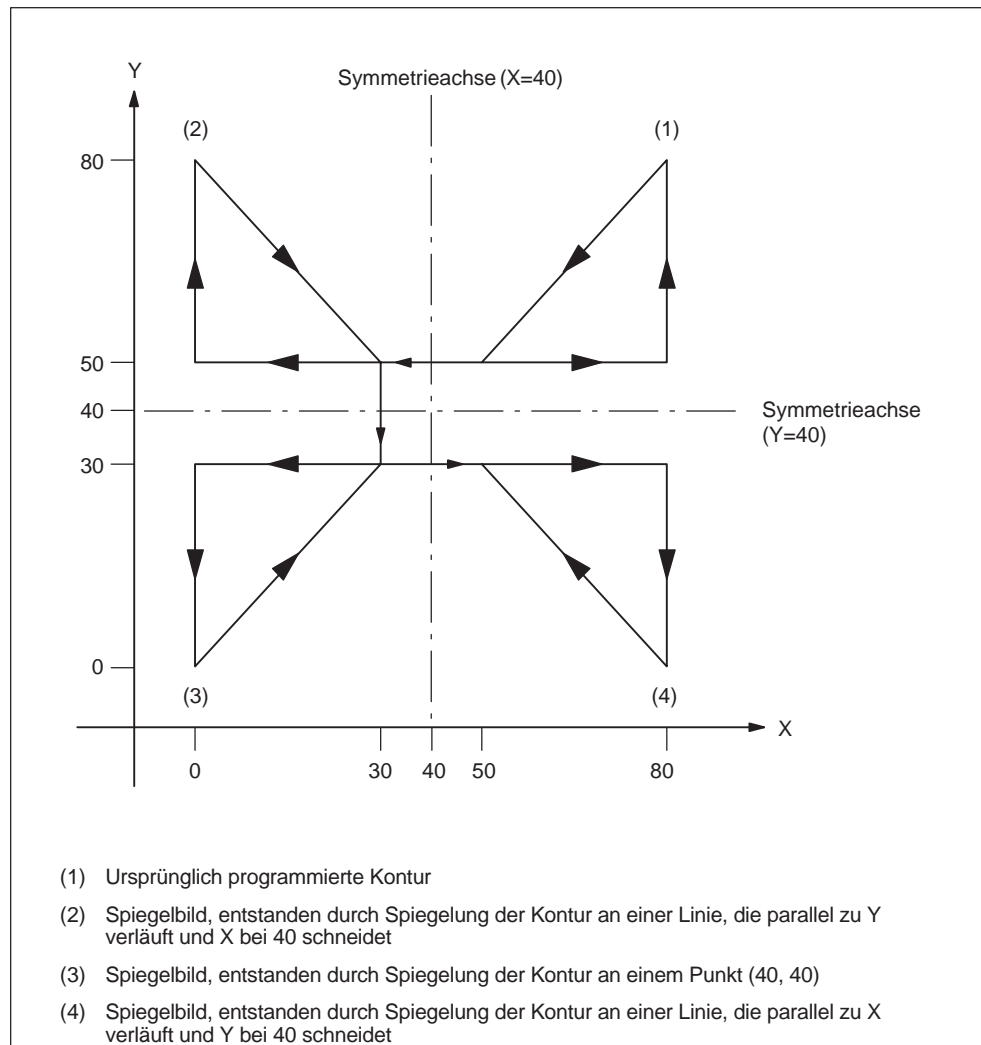 Y
Symmetrieachse (X=40)
(2)
(1)
80
50
40
Symmetrieachse
(Y=40)
30
0
(3)
(4)
X
0
30
40
50
80
(1) Ursprünglich programmierte Kontur
(2) Spiegelbild, entstanden durch Spiegelung der Kontur an einer Linie, die parallel zu Y
verläuft und X bei 40 schneidet
(3) Spiegelbild, entstanden durch Spiegelung der Kontur an einem Punkt (40, 40)
(4) Spiegelbild, entstanden durch Spiegelung der Kontur an einer Linie, die parallel zu X
verläuft und Y bei 40 schneidet